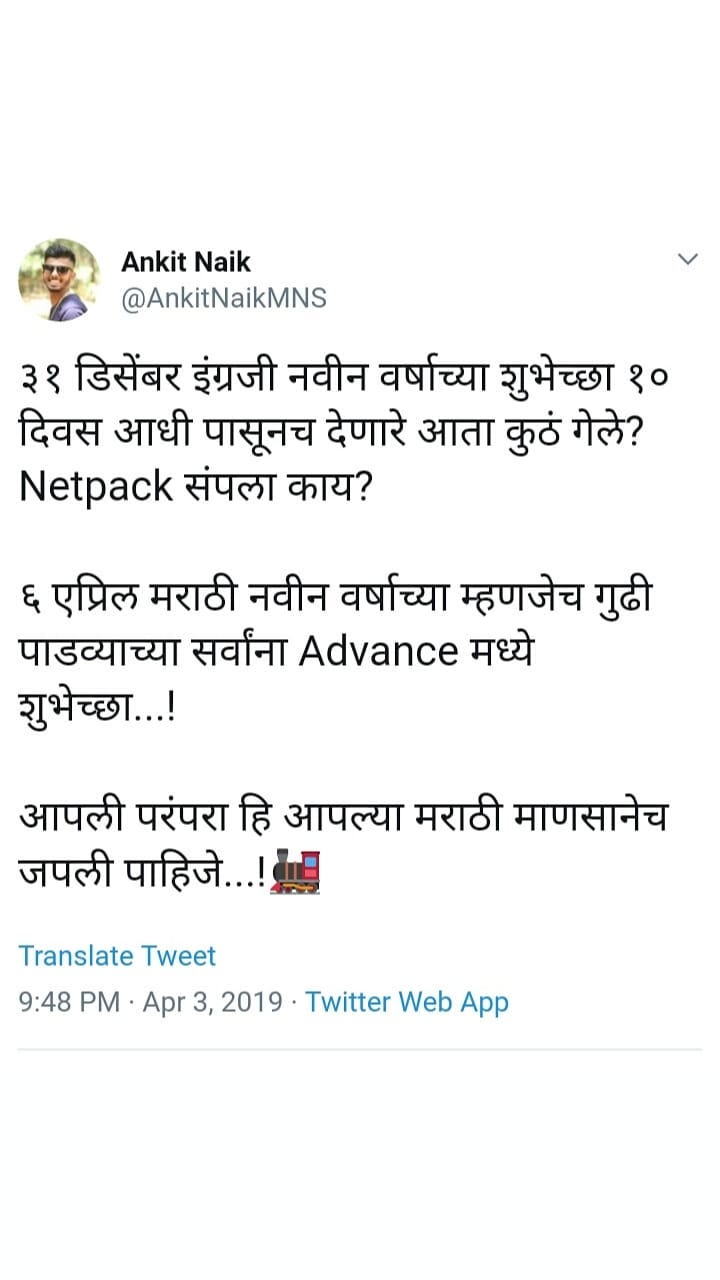 Ankit Naik
@AnkitNaikMNS
३१ डिसेंबर इंग्रजी नवीन वर्षाच्या शुभेच्छा १०
दिवस आधी पासूनच देणारे आता कुठं गेले?
Netpack संपला काय?
६ एप्रिल मराठी नवीन वर्षाच्या म्हणजेच गुढी
पाडव्याच्या सर्वांना Advance मध्ये
शुभेच्छा...!
आपली परंपरा हि आपल्या मराठी माणसानेच
जपली पाहिजे...!🚂
Translate Tweet
9:48 PM · Apr 3, 2019 · Twitter Web App